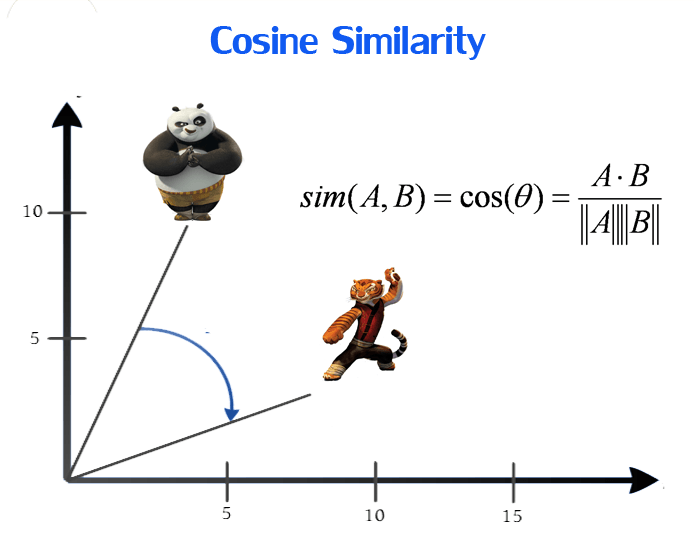 Cosine Similarity
sim(A, B) = cos(θ) = A · B / ||A||||B||
10
5
5
10
15